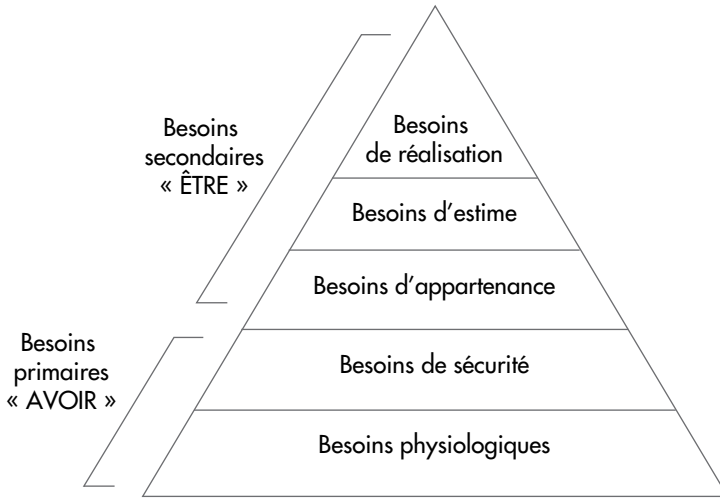 Besoins
secondaires
« ÊTRE »
Besoins
de réalisation
Besoins d’estime
Besoins d’appartenance
Besoins
primaires
« AVOIR »
Besoins de sécurité
Besoins physiologiques